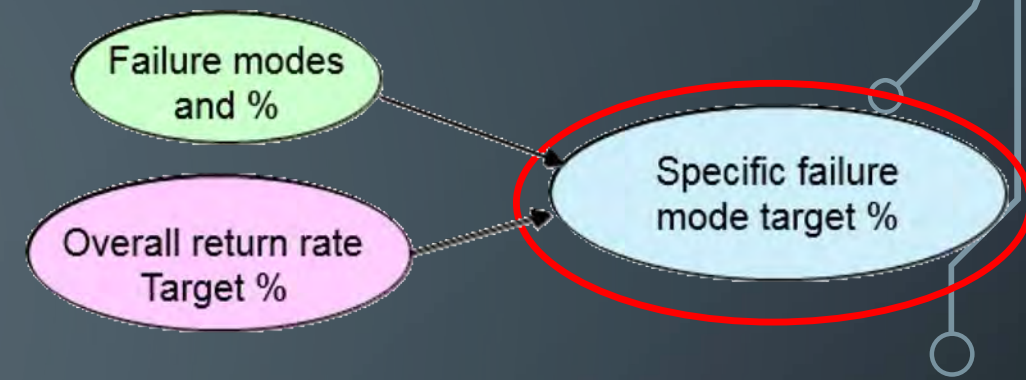 Failure modes
and %
Overall return rate
Target %
Specific failure
mode target %